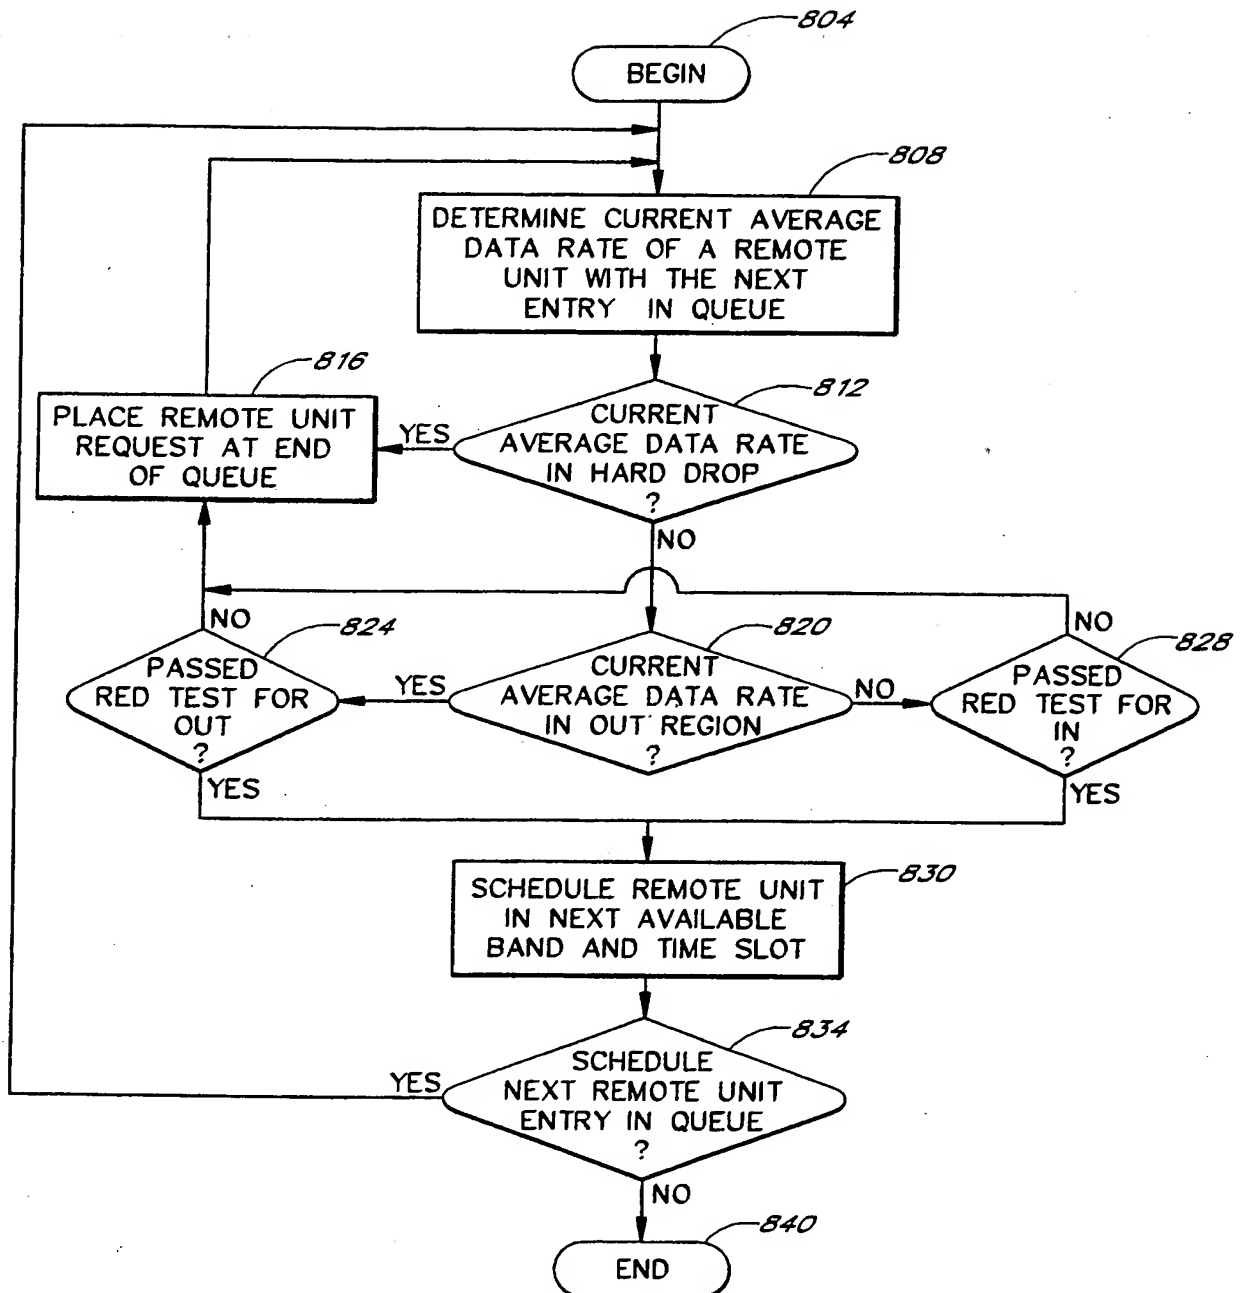 804
BEGIN
808
DETERMINE CURRENT AVERAGE
DATA RATE OF A REMOTE
UNIT WITH THE NEXT
ENTRY IN QUEUE
816
PLACE REMOTE UNIT
REQUEST AT END
OF QUEUE
YES
812
CURRENT
AVERAGE DATA RATE
IN HARD DROP
?
NO
NO
824
PASSED
RED TEST FOR
OUT
?
YES
YES
820
CURRENT
AVERAGE DATA RATE
IN OUT REGION
?
NO
NO
828
PASSED
RED TEST FOR
IN
?
YES
830
SCHEDULE REMOTE UNIT
IN NEXT AVAILABLE
BAND AND TIME SLOT
834
YES
SCHEDULE
NEXT REMOTE UNIT
ENTRY IN QUEUE
?
NO
840
END